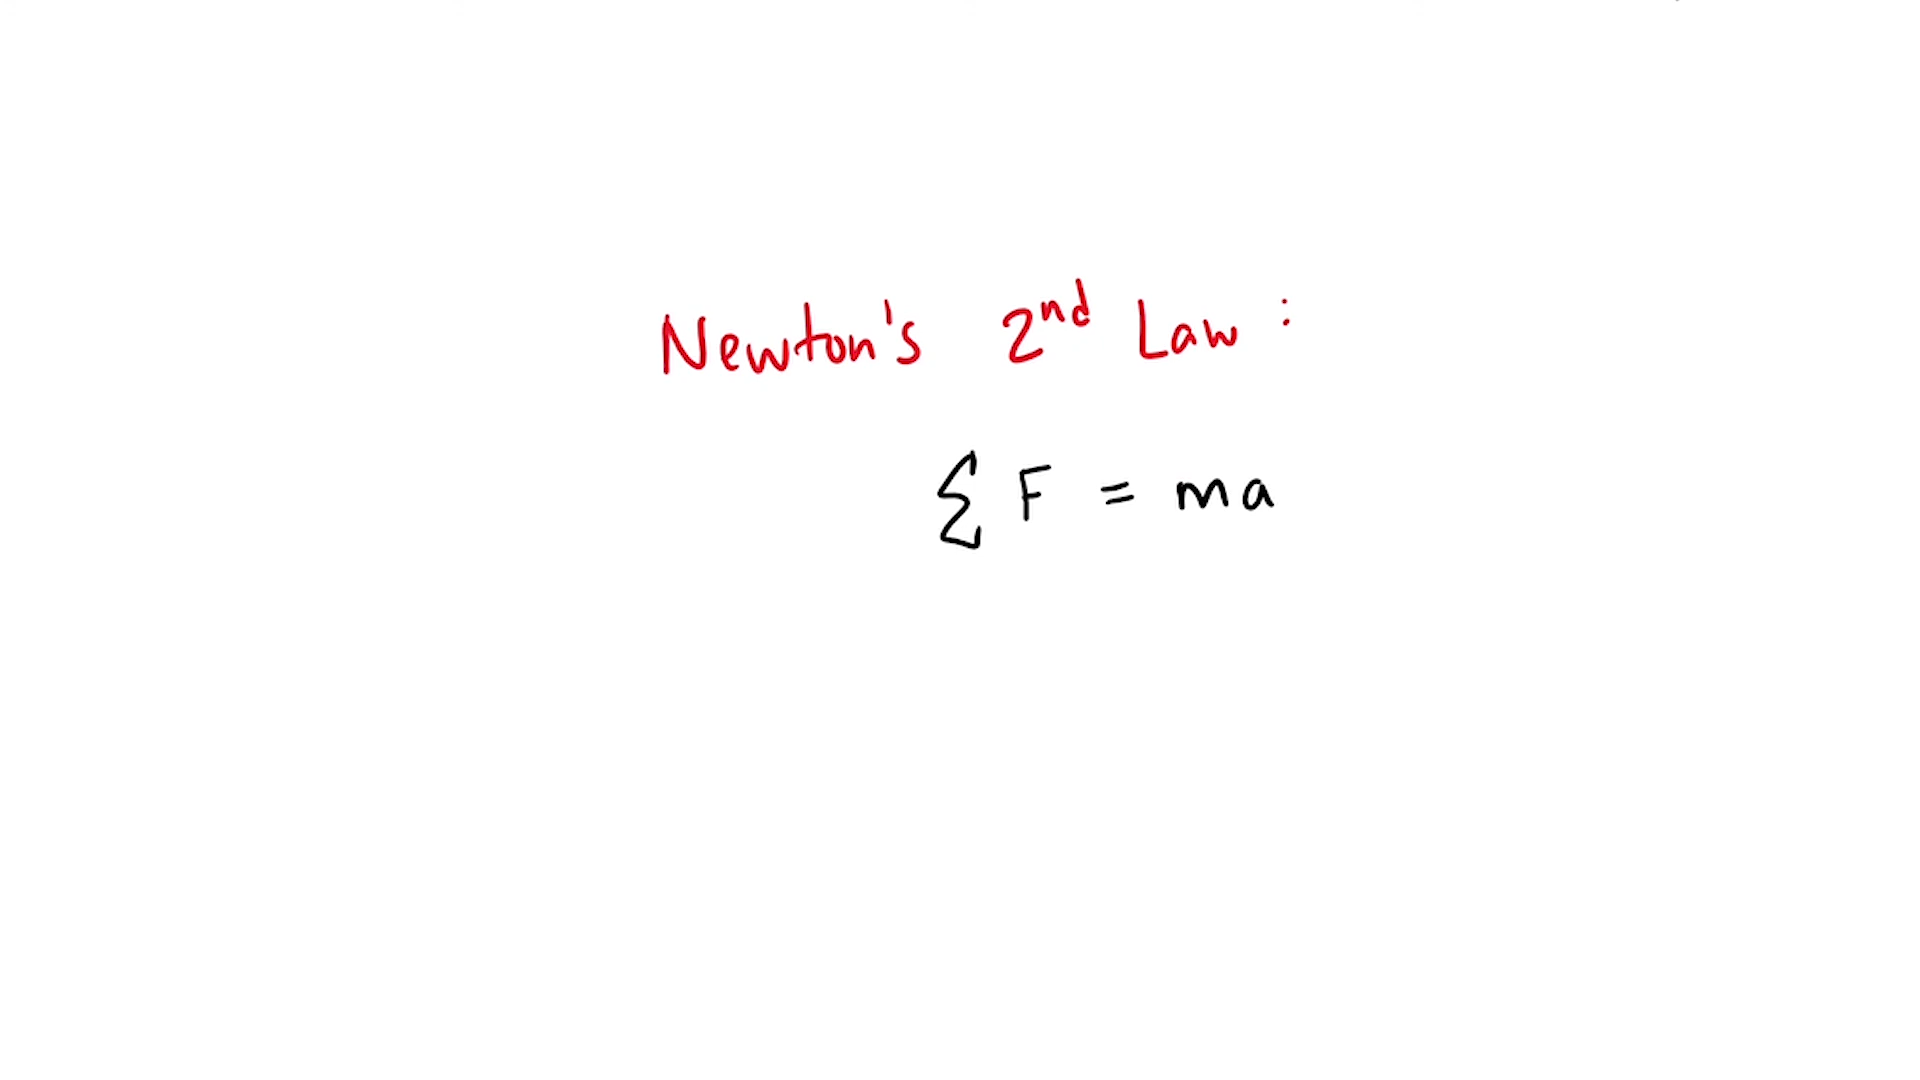 Newton's 2nd Law :
Σ F = ma